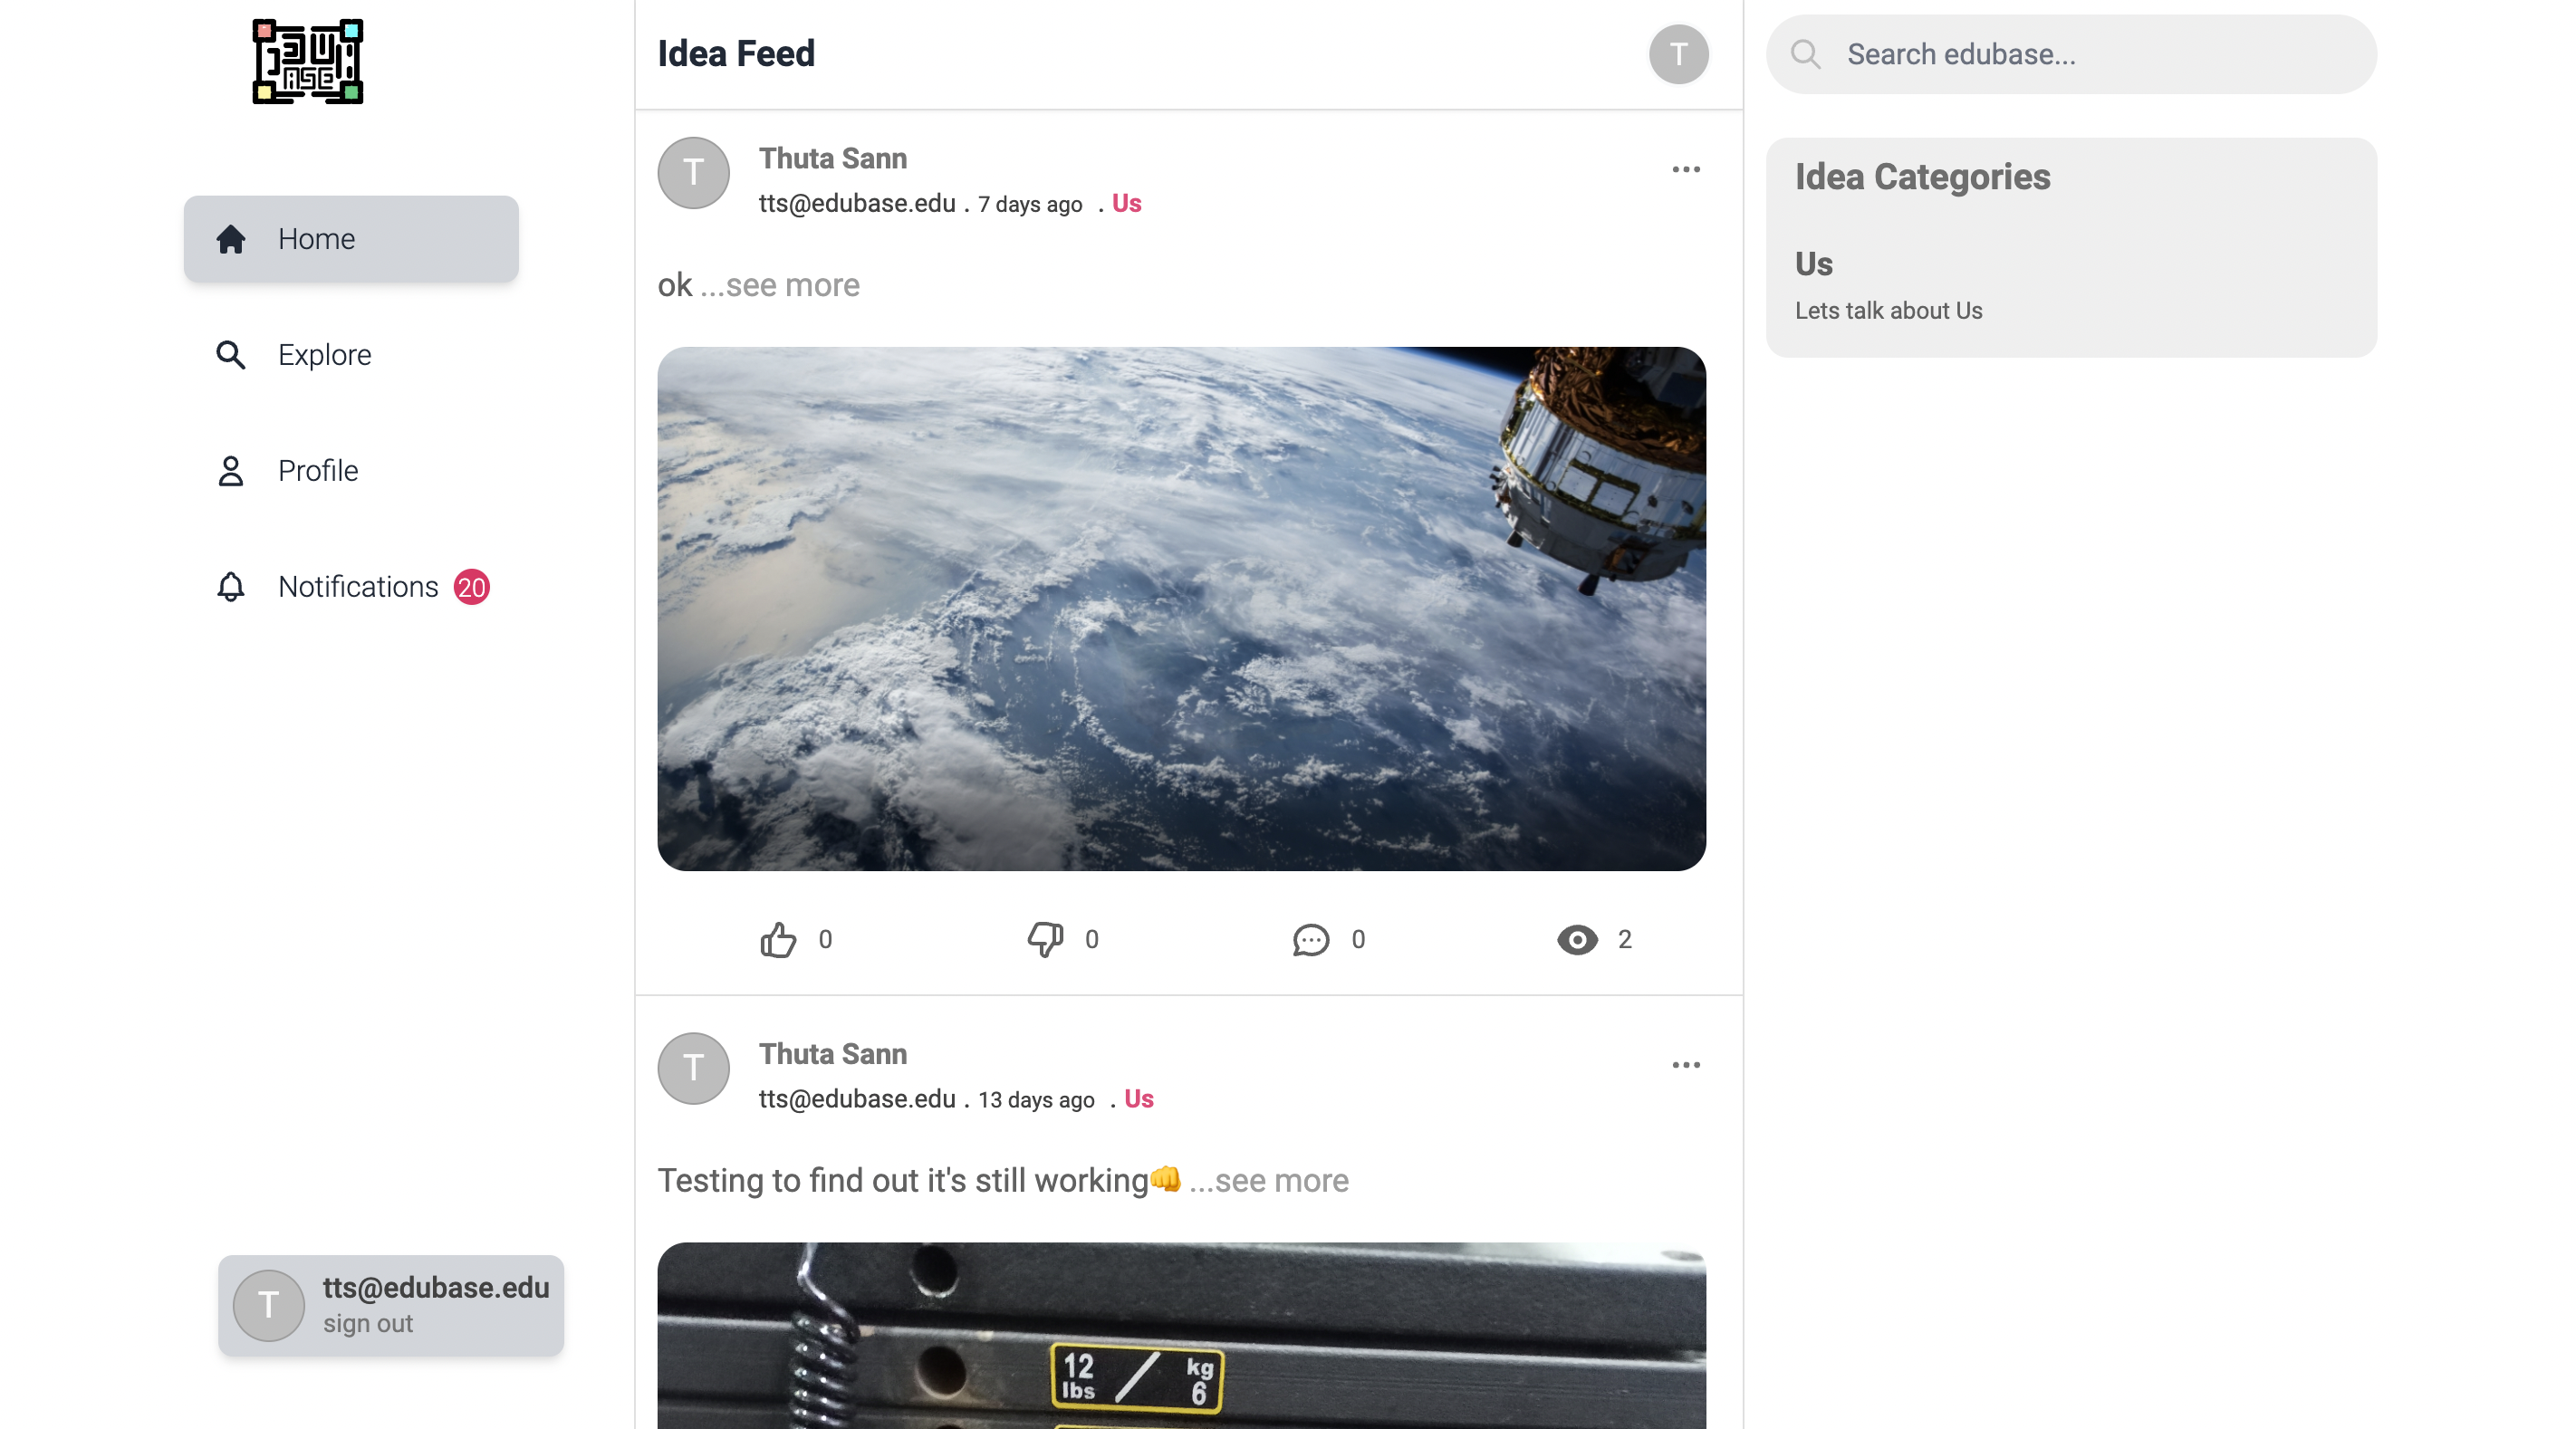 Home
Explore
Profile
Notifications 20
T
tts@edubase.edu
sign out
Idea Feed
T
T
Thuta Sann
tts@edubase.edu . 7 days ago . Us
ok ...see more
0
0
0
2
T
Thuta Sann
tts@edubase.edu . 13 days ago . Us
Testing to find out it's still working👊 ...see more
12 lbs / kg 6
Search edubase...
Idea Categories
Us
Lets talk about Us